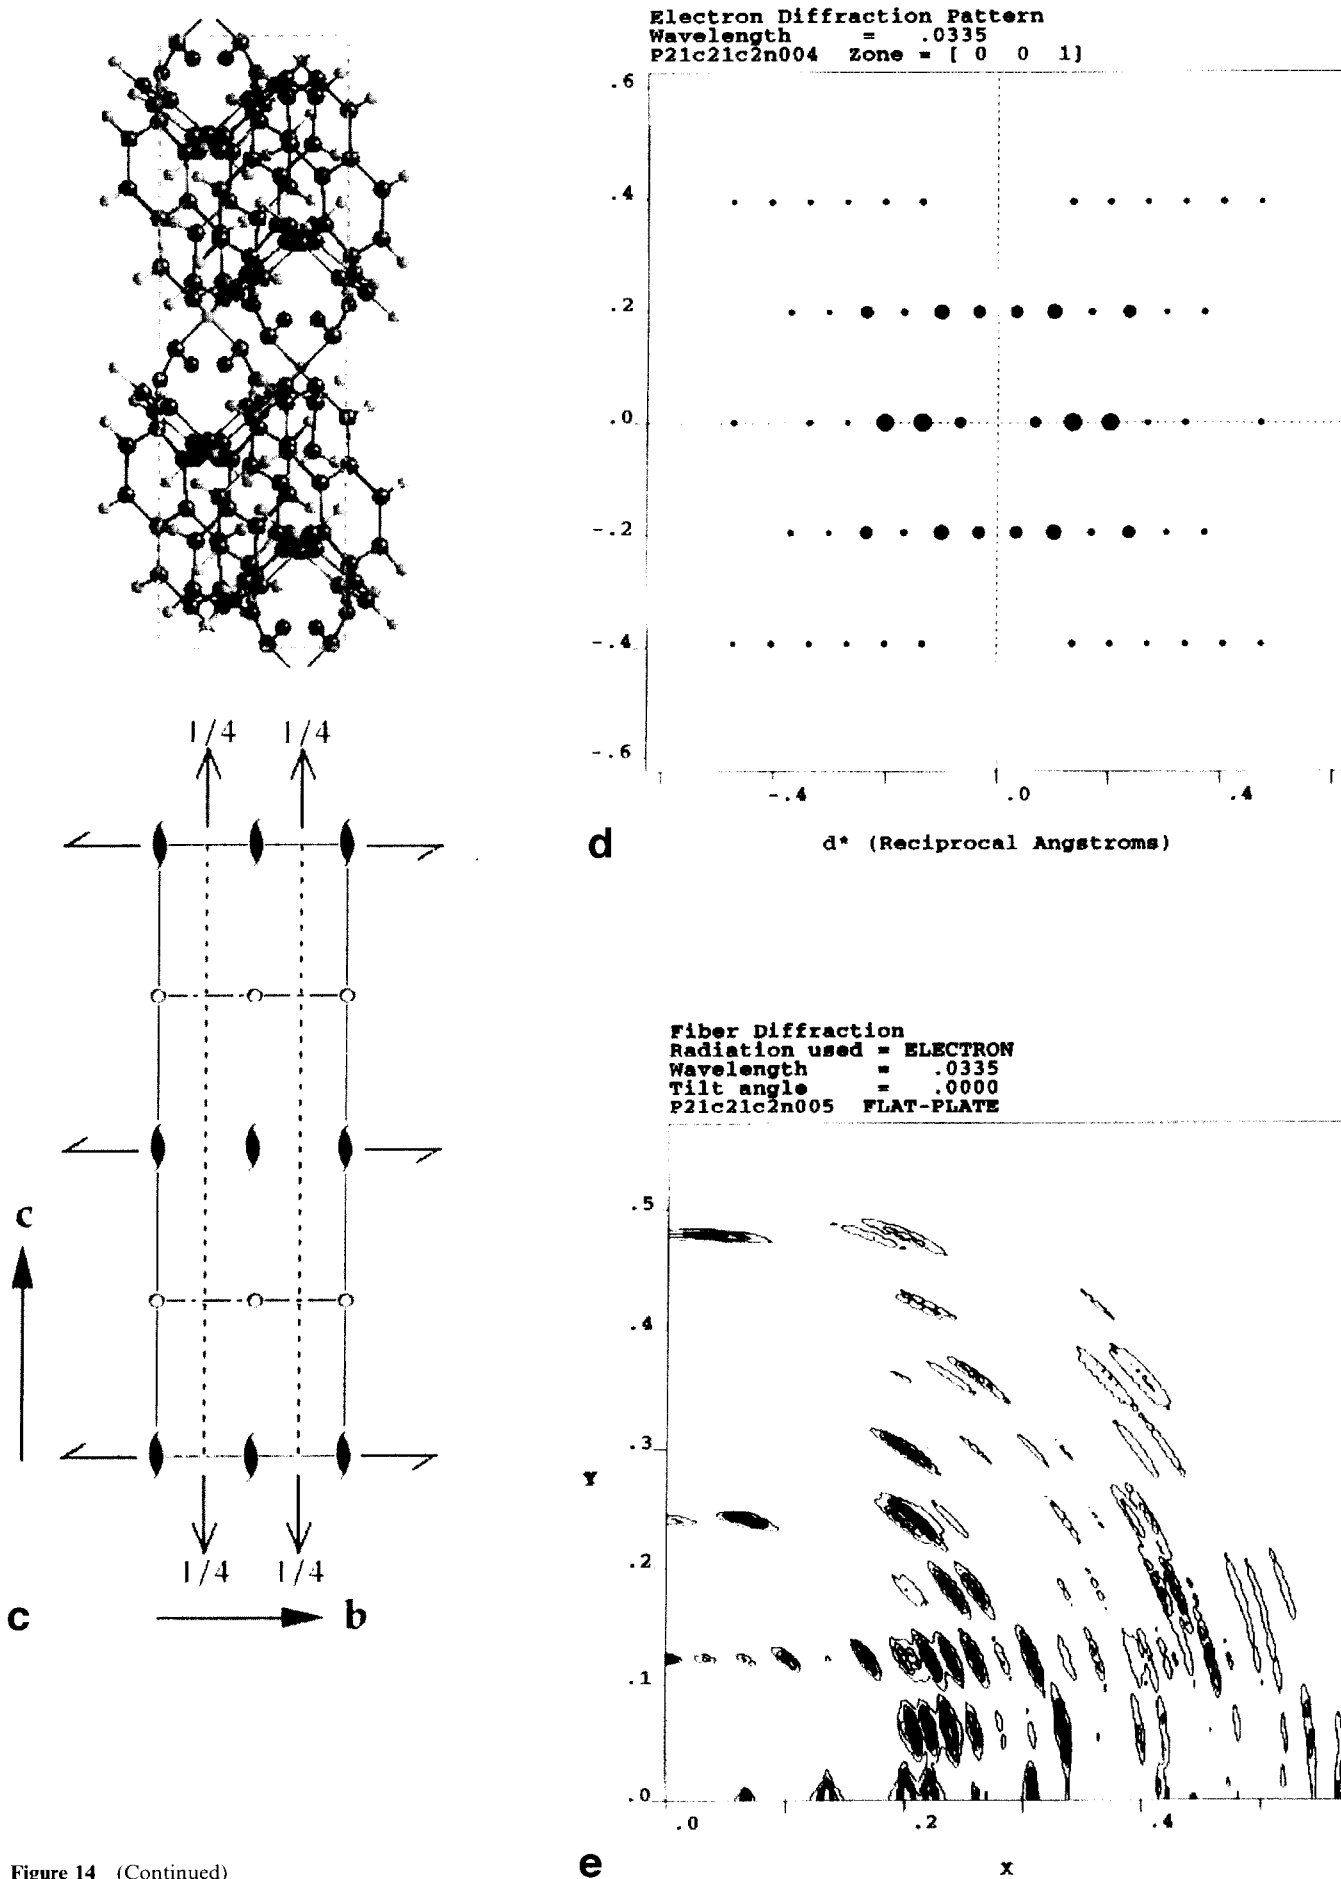 Electron Diffraction Pattern
Wavelength = .0335
P21c21c2n004 Zone = [ 0 0 1]
.6
.4
.2
.0
-.2
-.4
-.6
-.4 .0 .4
d d* (Reciprocal Angstroms)
1/4 1/4
c
1/4 1/4
c b
Fiber Diffraction
Radiation used = ELECTRON
Wavelength = .0335
Tilt angle = .0000
P21c21c2n005 FLAT-PLATE
.5
.4
.3
Y
.2
.1
.0
.0 .2 .4
e X
Figure 14 (Continued)